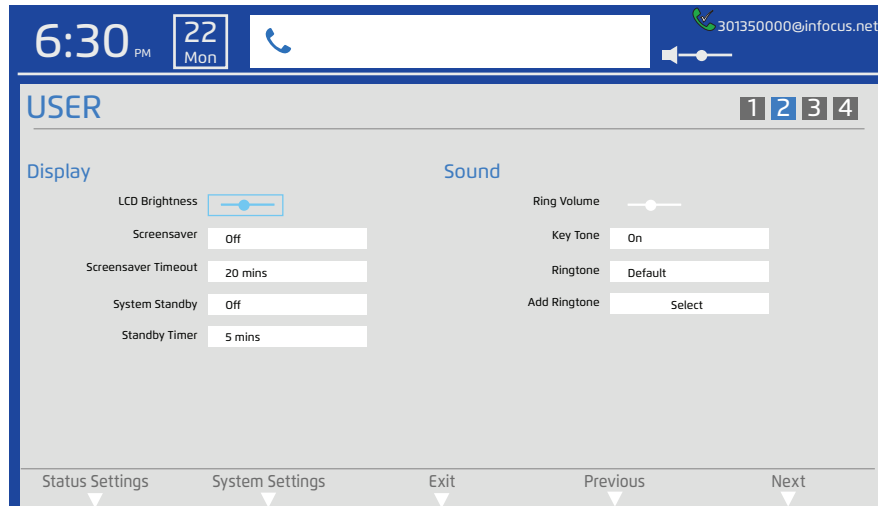 6:30 PM
22
Mon
301350000@infocus.net
USER
1 2 3 4
Display
LCD Brightness
Screensaver Off
Screensaver Timeout 20 mins
System Standby Off
Standby Timer 5 mins
Sound
Ring Volume
Key Tone On
Ringtone Default
Add Ringtone Select
Status Settings System Settings Exit Previous Next